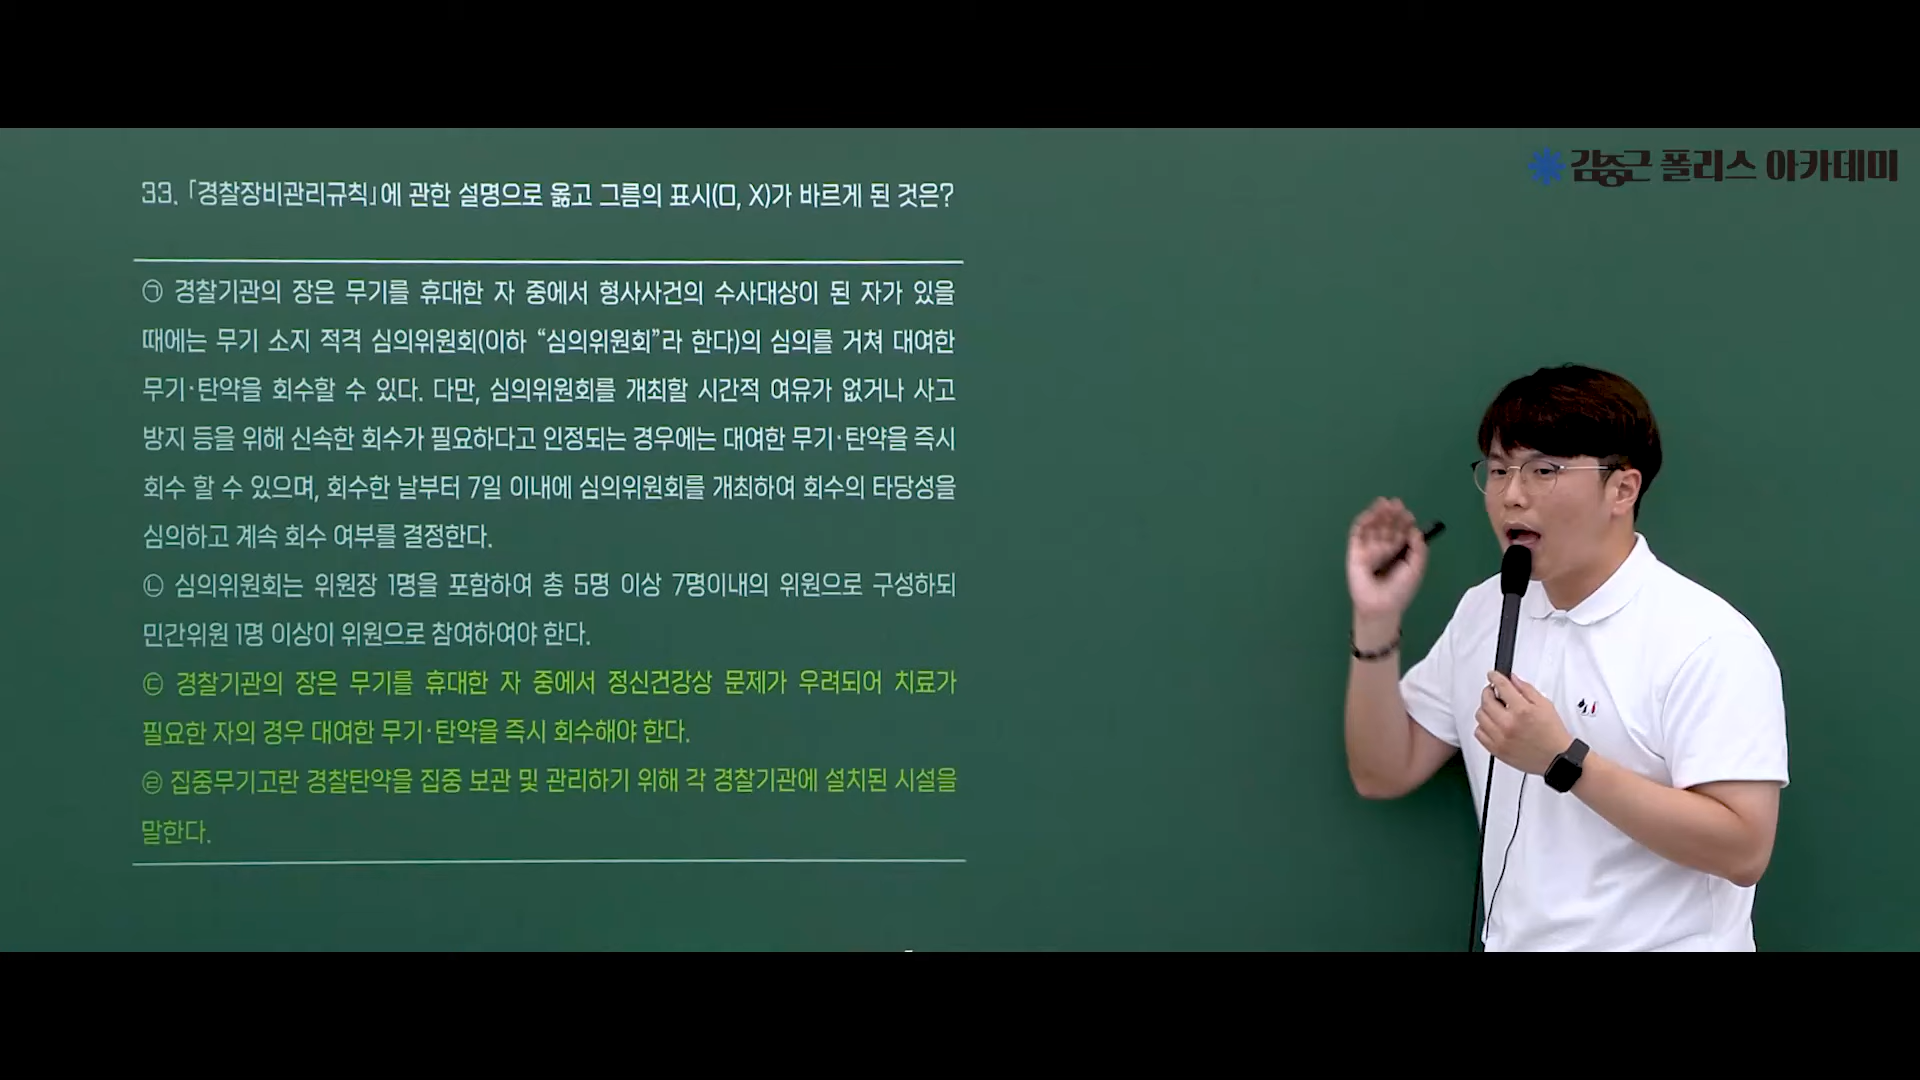 김중근 폴리스 아카데미
33. 「경찰장비관리규칙」에 관한 설명으로 옳고 그름의 표시(□, X)가 바르게 된 것은?
㉠ 경찰기관의 장은 무기를 휴대한 자 중에서 형사사건의 수사대상이 된 자가 있을
때에는 무기 소지 적격 심의위원회(이하 “심의위원회”라 한다)의 심의를 거쳐 대여한
무기·탄약을 회수할 수 있다. 다만, 심의위원회를 개최할 시간적 여유가 없거나 사고
방지 등을 위해 신속한 회수가 필요하다고 인정되는 경우에는 대여한 무기·탄약을 즉시
회수 할 수 있으며, 회수한 날부터 7일 이내에 심의위원회를 개최하여 회수의 타당성을
심의하고 계속 회수 여부를 결정한다.
㉡ 심의위원회는 위원장 1명을 포함하여 총 5명 이상 7명이내의 위원으로 구성하되
민간위원 1명 이상이 위원으로 참여하여야 한다.
㉢ 경찰기관의 장은 무기를 휴대한 자 중에서 정신건강상 문제가 우려되어 치료가
필요한 자의 경우 대여한 무기·탄약을 즉시 회수해야 한다.
㉣ 집중무기고란 경찰탄약을 집중 보관 및 관리하기 위해 각 경찰기관에 설치된 시설을
말한다.